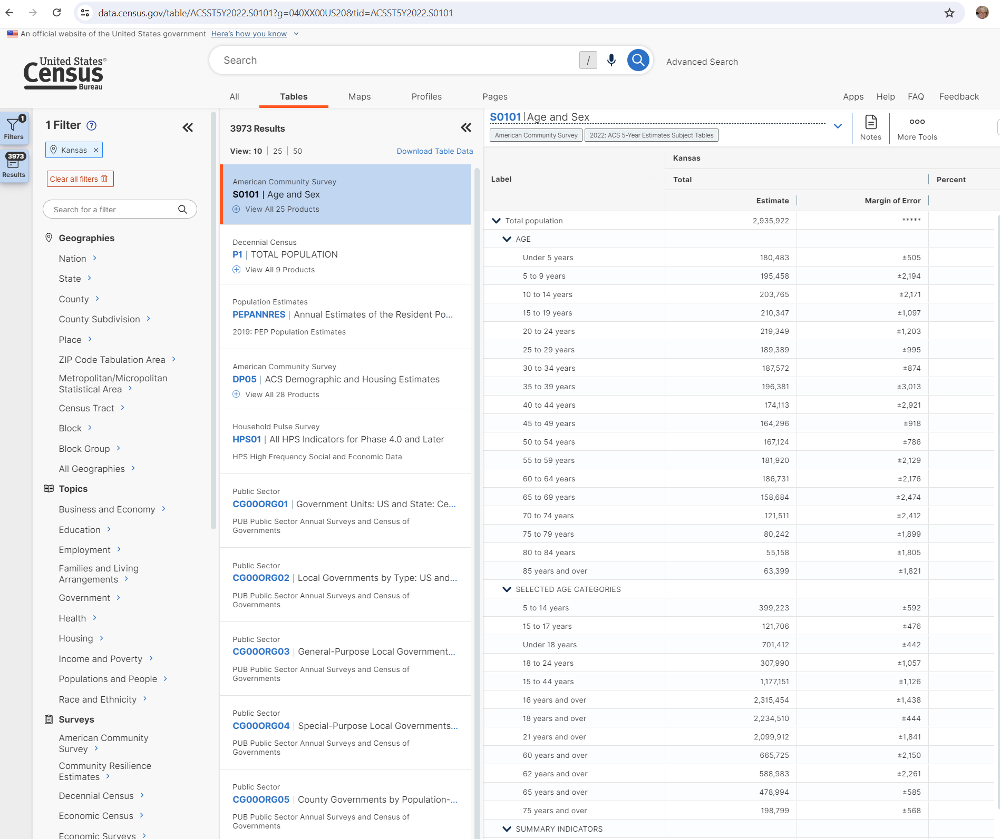 data.census.gov/table/ACSST5Y2022.S0101?g=040XX00US20&tid=ACSST5Y2022.S0101
An official website of the United States government Here's how you know
United States®
Census
Bureau
Search
/
Advanced Search
All Tables Maps Profiles Pages
Apps Help FAQ Feedback
1
Filters
3973
Results
1 Filter ?
Kansas ×
Clear all filters
Search for a filter
Geographies
Nation
State
County
County Subdivision
Place
ZIP Code Tabulation Area
Metropolitan/Micropolitan
Statistical Area
Census Tract
Block
Block Group
All Geographies
Topics
Business and Economy
Education
Employment
Families and Living
Arrangements
Government
Health
Housing
Income and Poverty
Populations and People
Race and Ethnicity
Surveys
American Community
Survey
Community Resilience
Estimates
Decennial Census
Economic Census
Economic Surveys
3973 Results
View: 10 | 25 | 50 Download Table Data
American Community Survey
S0101 | Age and Sex
View All 25 Products
Decennial Census
P1 | TOTAL POPULATION
View All 9 Products
Population Estimates
PEPANNRES | Annual Estimates of the Resident Po...
2019: PEP Population Estimates
American Community Survey
DP05 | ACS Demographic and Housing Estimates
View All 28 Products
Household Pulse Survey
HPS01 | All HPS Indicators for Phase 4.0 and Later
HPS High Frequency Social and Economic Data
Public Sector
CG00ORG01 | Government Units: US and State: Ce...
PUB Public Sector Annual Surveys and Census of
Governments
Public Sector
CG00ORG02 | Local Governments by Type: US and...
PUB Public Sector Annual Surveys and Census of
Governments
Public Sector
CG00ORG03 | General-Purpose Local Government...
PUB Public Sector Annual Surveys and Census of
Governments
Public Sector
CG00ORG04 | Special-Purpose Local Governments...
PUB Public Sector Annual Surveys and Census of
Governments
Public Sector
CG00ORG05 | County Governments by Population-...
PUB Public Sector Annual Surveys and Census of
Governments
S0101 | Age and Sex
American Community Survey 2022: ACS 5-Year Estimates Subject Tables
Notes
More Tools
Kansas
Label Total Percent
Estimate Margin of Error
Total population 2,935,922 *****
AGE
Under 5 years 180,483 ±505
5 to 9 years 195,458 ±2,194
10 to 14 years 203,765 ±2,171
15 to 19 years 210,347 ±1,097
20 to 24 years 219,349 ±1,203
25 to 29 years 189,389 ±995
30 to 34 years 187,572 ±874
35 to 39 years 196,381 ±3,013
40 to 44 years 174,113 ±2,921
45 to 49 years 164,296 ±918
50 to 54 years 167,124 ±786
55 to 59 years 181,920 ±2,129
60 to 64 years 186,731 ±2,176
65 to 69 years 158,684 ±2,474
70 to 74 years 121,511 ±2,412
75 to 79 years 80,242 ±1,899
80 to 84 years 55,158 ±1,805
85 years and over 63,399 ±1,821
SELECTED AGE CATEGORIES
5 to 14 years 399,223 ±592
15 to 17 years 121,706 ±476
Under 18 years 701,412 ±442
18 to 24 years 307,990 ±1,057
15 to 44 years 1,177,151 ±1,126
16 years and over 2,315,454 ±1,438
18 years and over 2,234,510 ±444
21 years and over 2,099,912 ±1,841
60 years and over 665,725 ±2,150
62 years and over 588,983 ±2,261
65 years and over 478,994 ±585
75 years and over 198,799 ±568
SUMMARY INDICATORS